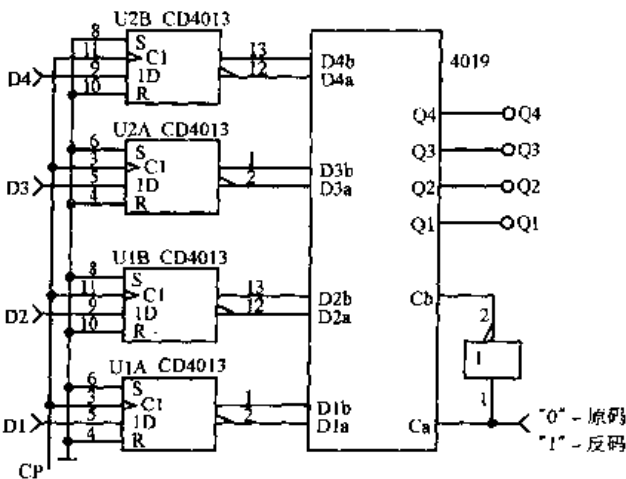 U2B CD4013
8
S
11
C1
13
D4b
4019
D4
9
1D
12
D4a
10
R
U2A CD4013
Q4
Q4
6
S
3
C1
1
D3b
Q3
Q3
D3
5
1D
2
D3a
Q2
Q2
4
R
Q1
Q1
U1B CD4013
8
S
11
C1
13
D2b
Cb
D2
9
1D
12
D2a
2
10
R
1
U1A CD4013
6
S
1
3
C1
1
D1b
D1
5
1D
2
D1a
Ca
"0" – 原码
4
R
"1" – 反码
CP